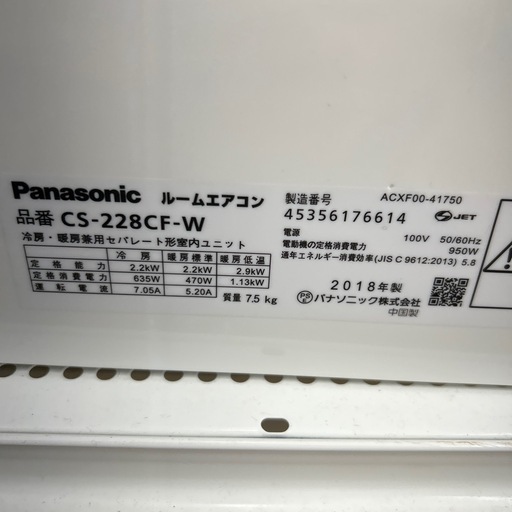 Panasonic ルームエアコン
品番 CS-228CF-W
冷房・暖房兼用セパレート形室内ユニット
冷房 暖房標準 暖房低温
定格能力 2.2kW 2.2kW 2.9kW
定格消費電力 635W 470W 1.13kW
運転電流 7.05A 5.20A
質量 7.5 kg
製造番号 ACXF00-41750
45356176614 JET
電源 100V 50/60Hz
電動機の定格消費電力 950W
通年エネルギー消費効率(JIS C 9612:2013) 5.8
2018年製
PS E パナソニック株式会社
中国製